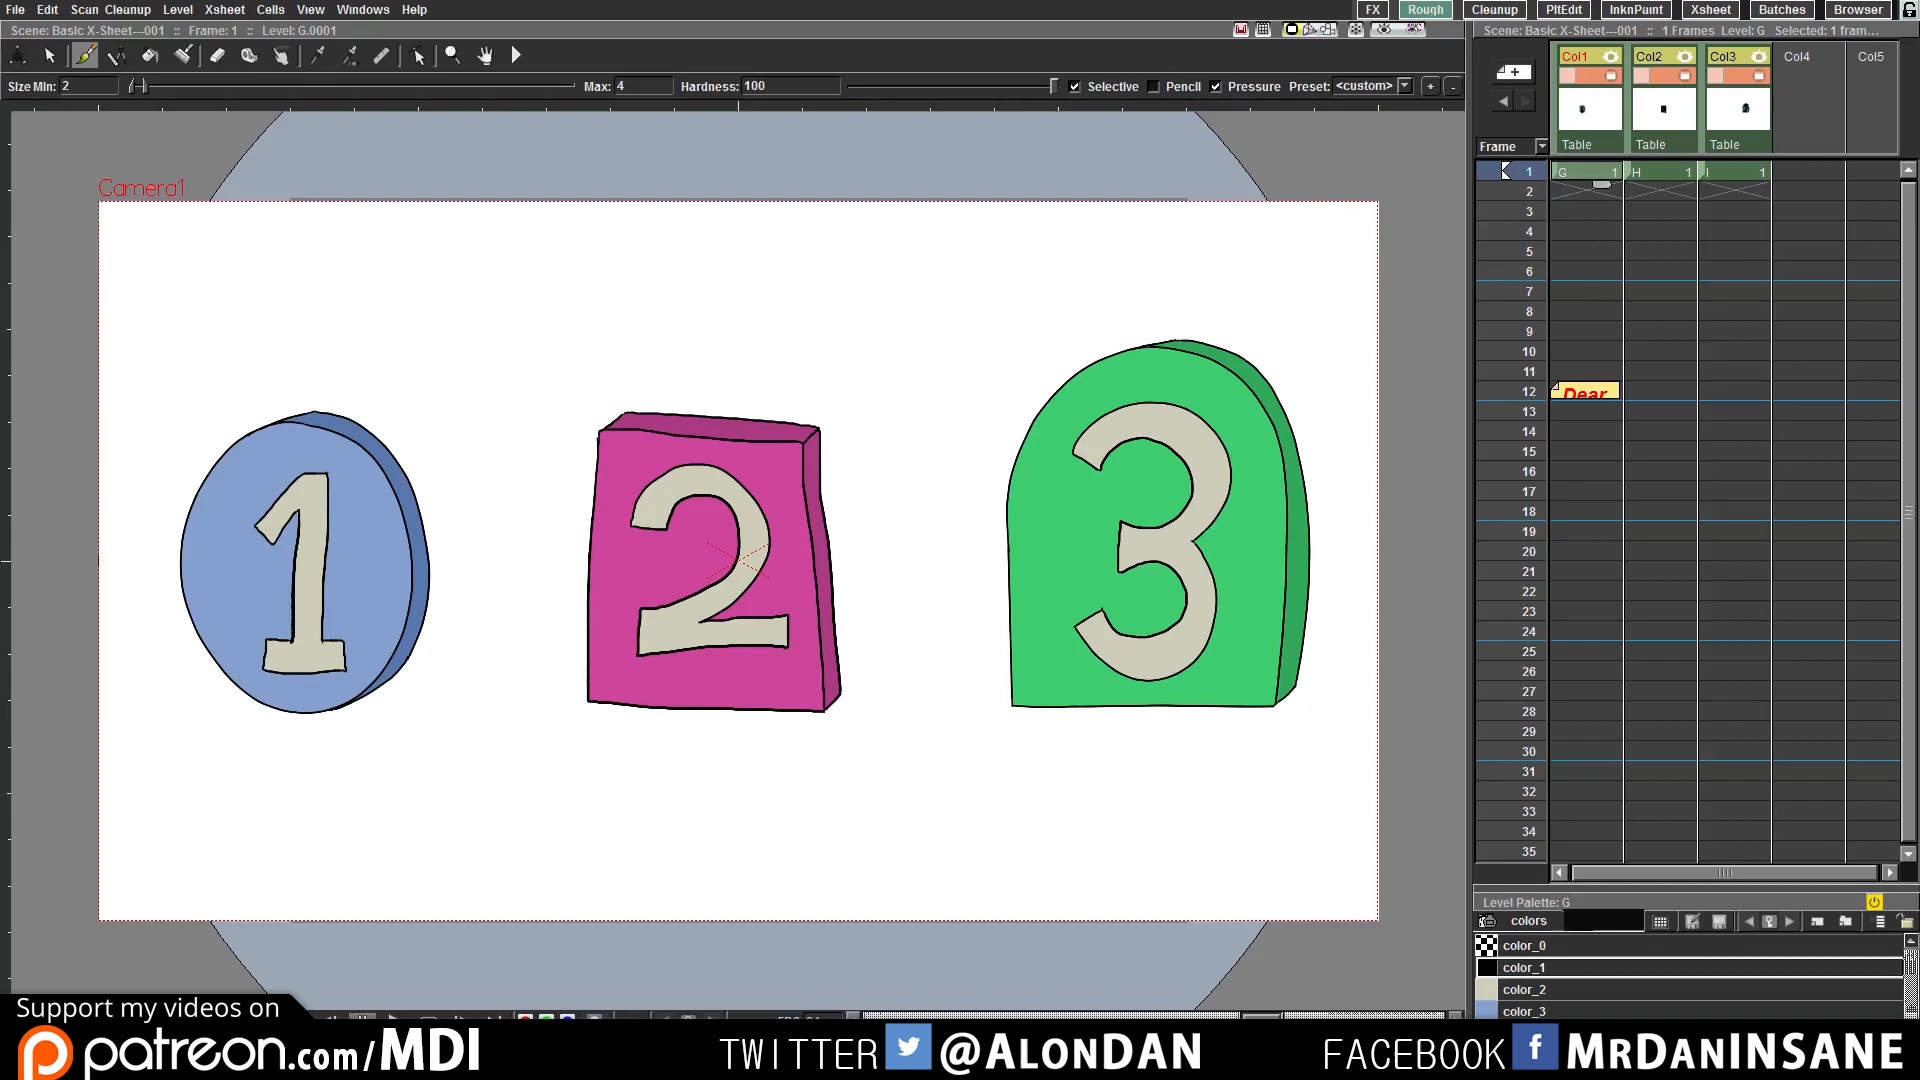 File Edit Scan Cleanup Level Xsheet Cells View Windows Help FX Rough Cleanup PltEdit InknPaint Xsheet Batches Browser
Scene: Basic X-Sheet---001 :: Frame: 1 :: Level: G.0001
Scene: Basic X-Sheet---001 :: 1 Frames Level: G Selected: 1 fram...
Size Min: 2 Max: 4 Hardness: 100 Selective Pencil Pressure Preset: <custom> + -
Col1 Col2 Col3 Col4 Col5
Frame Table Table Table
Camera1
1 G 1 H 1 I 1
2
3
4
5
6
7
8
9
10
11
12 Dear
13
14
15
16
17
18
19
20
21
22
23
24
25
26
27
28
29
30
31
32
33
34
35
1 2 3
Level Palette: G
colors
color_0
color_1
color_2
color_3
Support my videos on
patreon.com/MDI TWITTER @ALONDAN FACEBOOK f MRDANINSANE